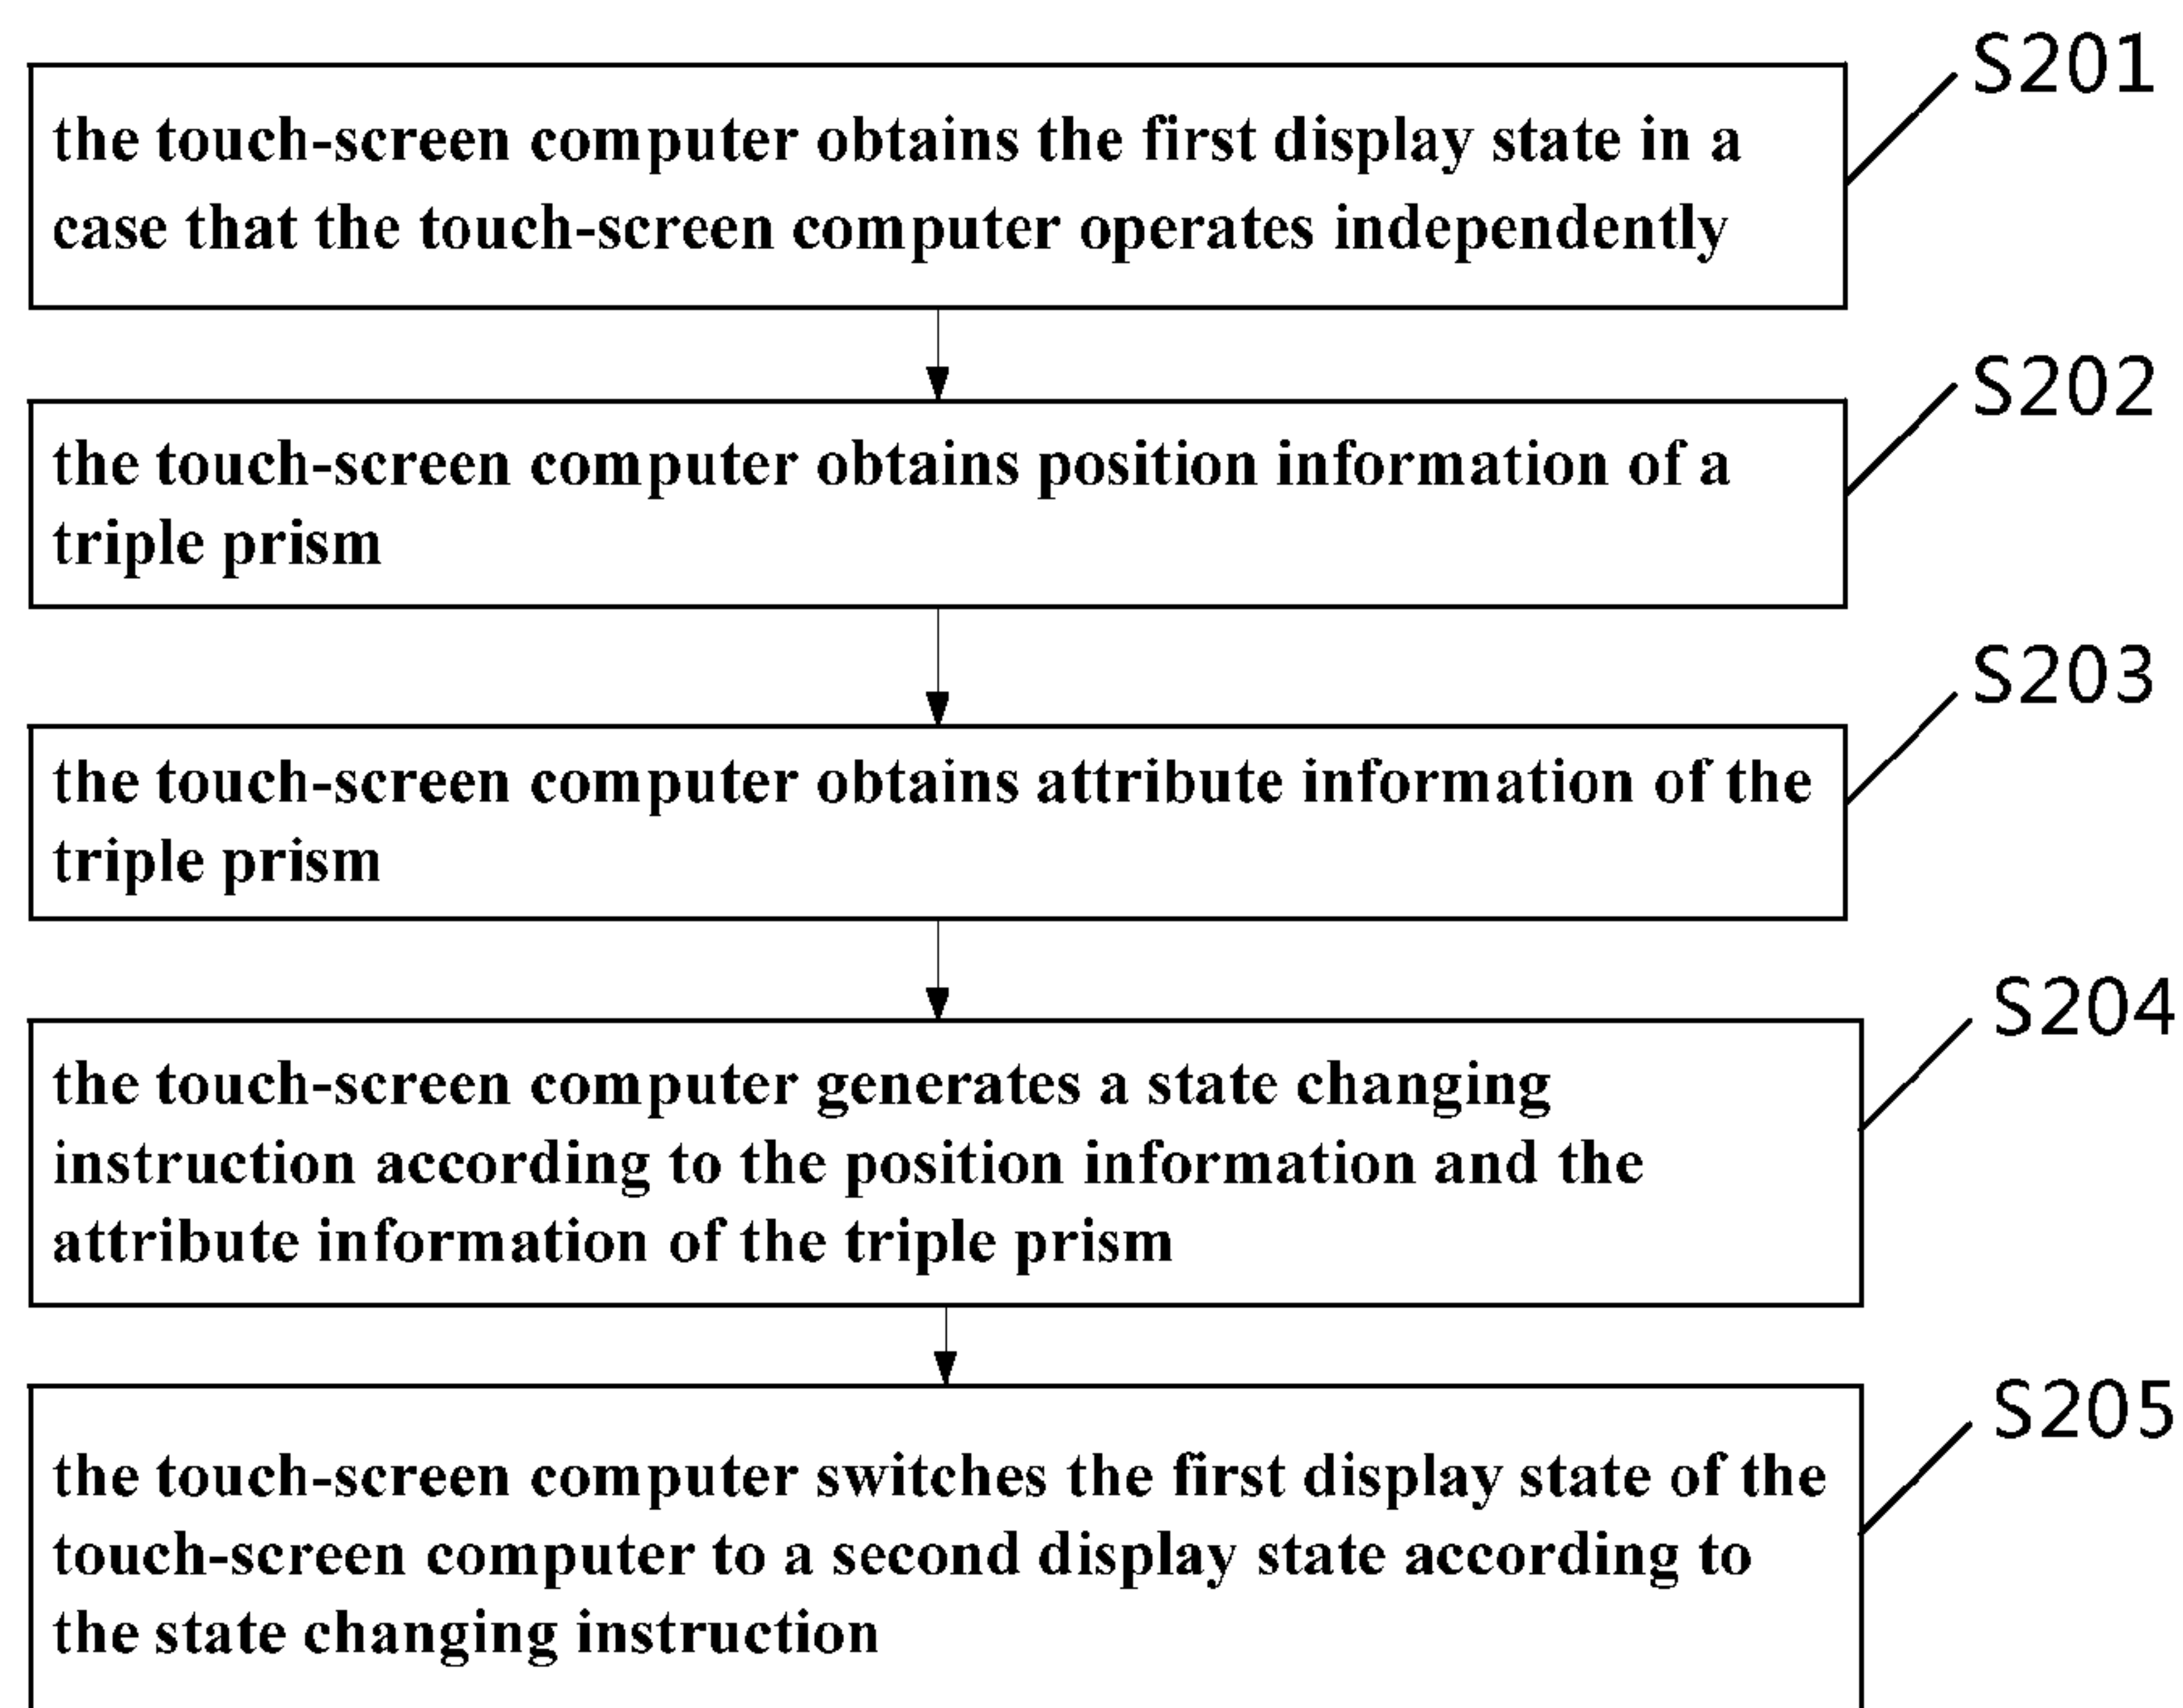 S201
the touch-screen computer obtains the first display state in a
case that the touch-screen computer operates independently
S202
the touch-screen computer obtains position information of a
triple prism
S203
the touch-screen computer obtains attribute information of the
triple prism
S204
the touch-screen computer generates a state changing
instruction according to the position information and the
attribute information of the triple prism
S205
the touch-screen computer switches the first display state of the
touch-screen computer to a second display state according to
the state changing instruction